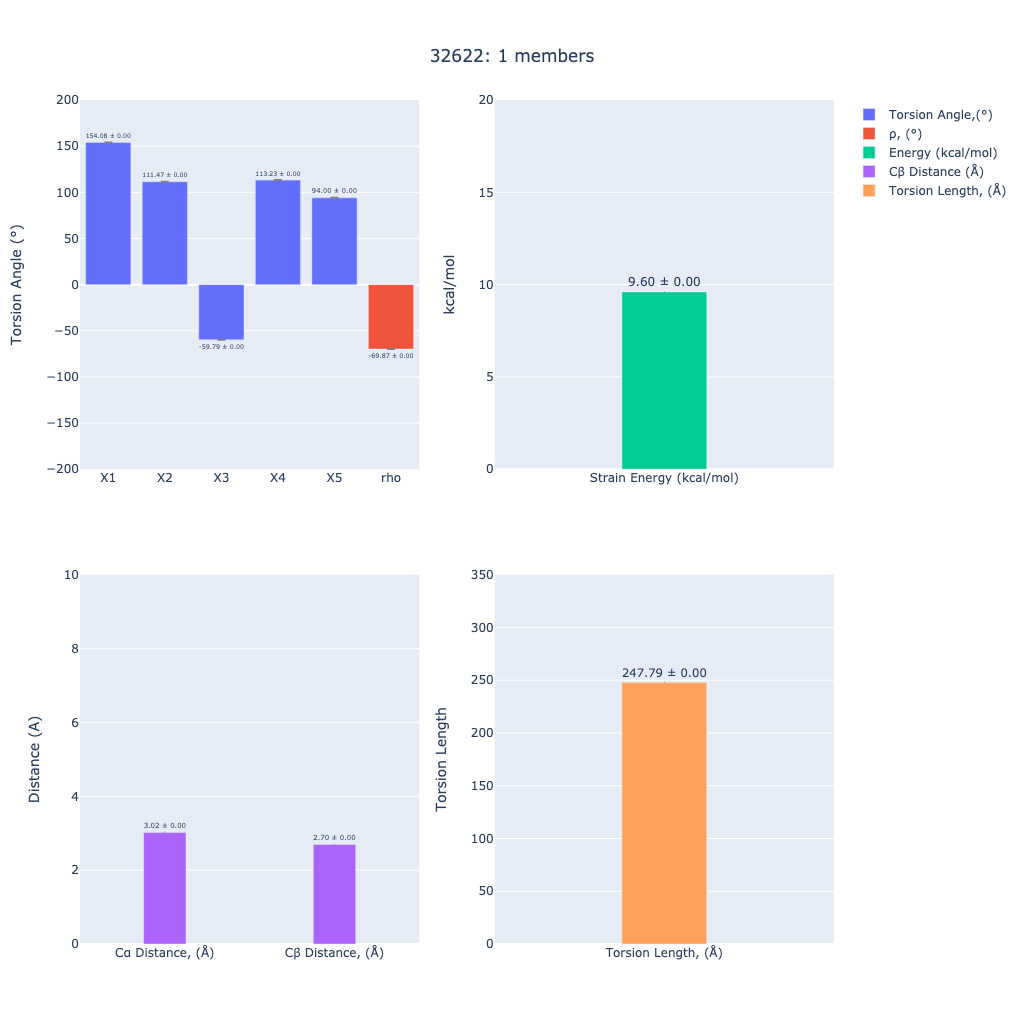 32622: 1 members
200
150
100
50
0
−50
−100
−150
−200
Torsion Angle (°)
154.08 ± 0.00
111.47 ± 0.00
-59.79 ± 0.00
113.23 ± 0.00
94.00 ± 0.00
-69.87 ± 0.00
X1 X2 X3 X4 X5 rho
20
15
10
5
0
kcal/mol
9.60 ± 0.00
Strain Energy (kcal/mol)
Torsion Angle,(°)
ρ, (°)
Energy (kcal/mol)
Cβ Distance (Å)
Torsion Length, (Å)
10
8
6
4
2
0
Distance (A)
3.02 ± 0.00
2.70 ± 0.00
Cα Distance, (Å) Cβ Distance, (Å)
350
300
250
200
150
100
50
0
Torsion Length
247.79 ± 0.00
Torsion Length, (Å)